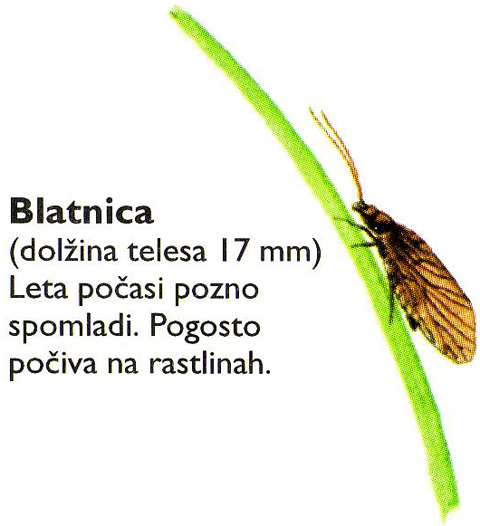 Blatnica
(dolžina telesa 17 mm)
Leta počasi pozno
spomladi. Pogosto
počiva na rastlinah.